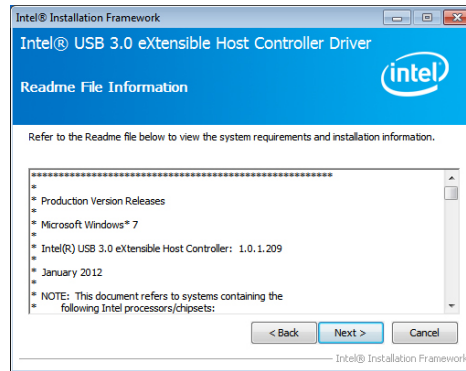 Intel® Installation Framework
Intel® USB 3.0 eXtensible Host Controller Driver
intel
Readme File Information
Refer to the Readme file below to view the system requirements and installation information.
*******************************************************
*
* Production Version Releases
*
* Microsoft Windows* 7
*
* Intel(R) USB 3.0 eXtensible Host Controller: 1.0.1.209
*
* January 2012
*
* NOTE: This document refers to systems containing the
* following Intel processors/chipsets:
< Back Next > Cancel
Intel® Installation Framework